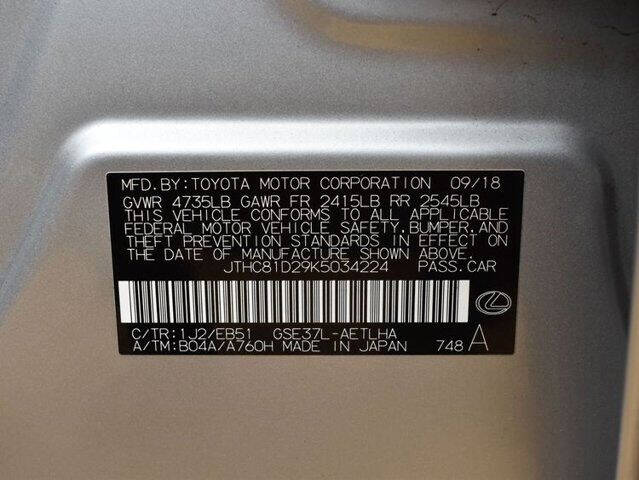 MFD.BY:TOYOTA MOTOR CORPORATION 09/18
GVWR 4735LB GAWR FR 2415LB RR 2545LB
THIS VEHICLE CONFORMS TO ALL APPLICABLE
FEDERAL MOTOR VEHICLE SAFETY,BUMPER,AND
THEFT PREVENTION STANDARDS IN EFFECT ON
THE DATE OF MANUFACTURE SHOWN ABOVE.
JTHC81D29K5034224 PASS.CAR
C/TR:1J2/EB51 GSE37L-AETLHA
A/TM:B04A/A760H MADE IN JAPAN 748 A